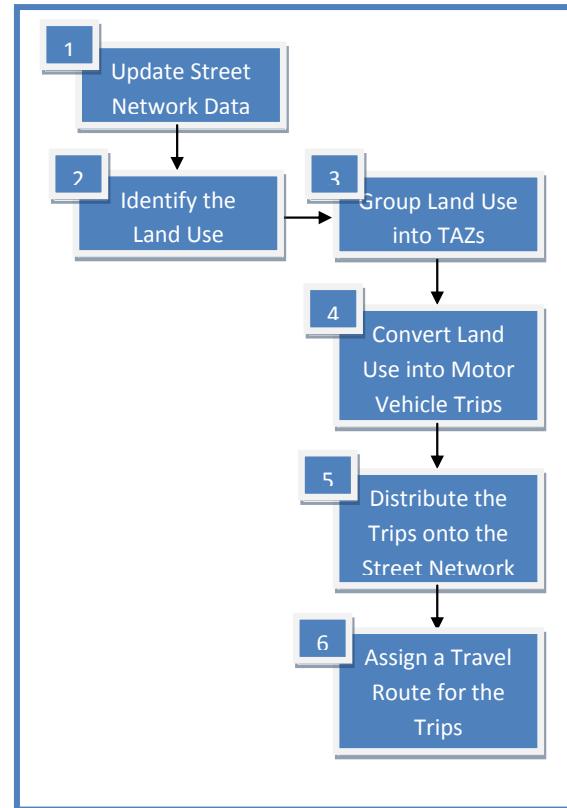 1
Update Street
Network Data
2
Identify the
Land Use
3
Group Land Use
into TAZs
4
Convert Land
Use into Motor
Vehicle Trips
5
Distribute the
Trips onto the
Street Network
6
Assign a Travel
Route for the
Trips